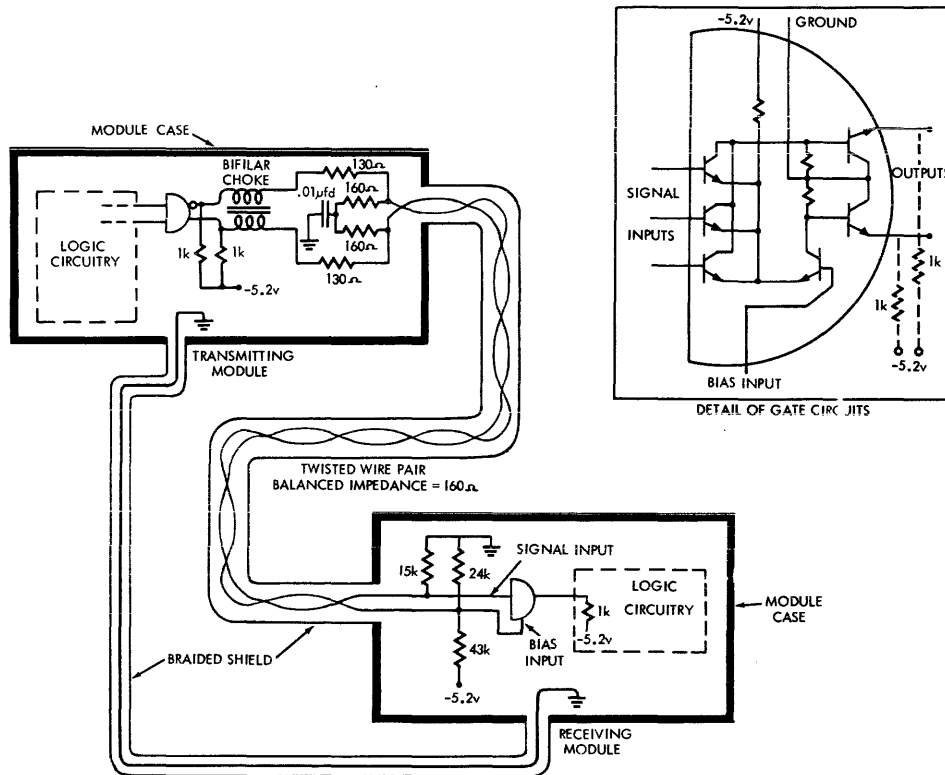 MODULE CASE
BIFILAR
CHOKE
130Ω
160Ω
.01μfd
160Ω
130Ω
LOGIC
CIRCUITRY
1k
1k
-5.2v
TRANSMITTING
MODULE
-5.2v
GROUND
SIGNAL
INPUTS
OUTPUTS
1k
1k
-5.2v
BIAS INPUT
DETAIL OF GATE CIRCUITS
TWISTED WIRE PAIR
BALANCED IMPEDANCE = 160Ω
15k
24k
SIGNAL INPUT
LOGIC
CIRCUITRY
1k
-5.2v
BIAS
INPUT
43k
-5.2v
MODULE
CASE
BRAIDED SHIELD
RECEIVING
MODULE